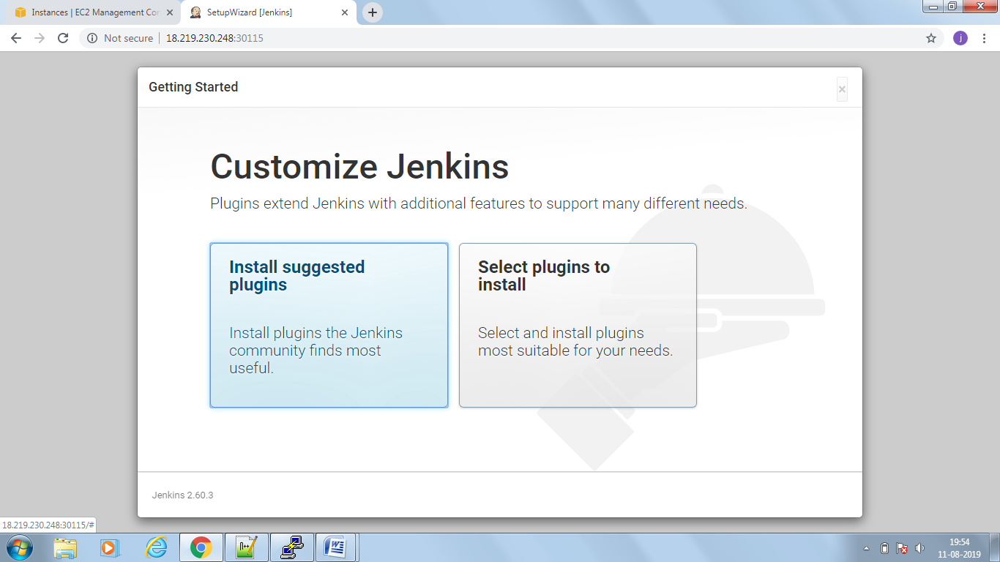 Instances | EC2 Management Con
SetupWizard [Jenkins]
Not secure
18.219.230.248:30115
j
Getting Started
Customize Jenkins
Plugins extend Jenkins with additional features to support many different needs.
Install suggested
plugins
Install plugins the Jenkins
community finds most
useful.
Select plugins to
install
Select and install plugins
most suitable for your needs.
Jenkins 2.60.3
18.219.230.248:30115/#
19:54
11-08-2019